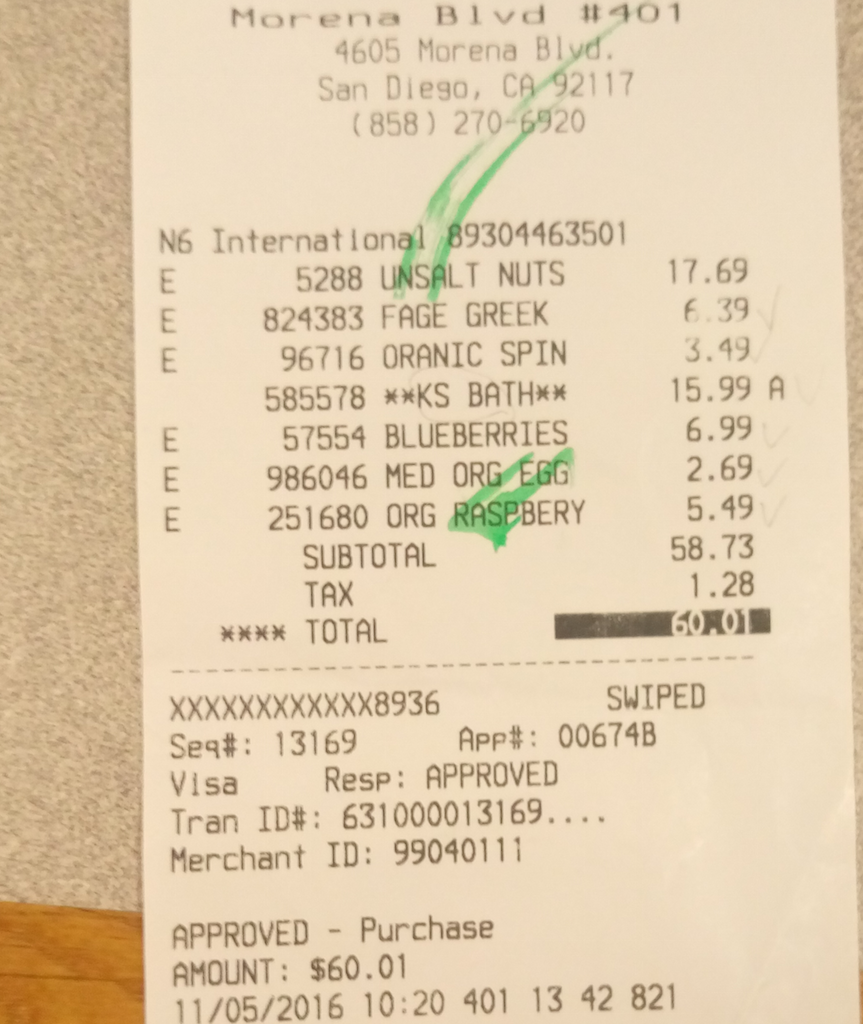 Morena Blvd #401
4605 Morena Blvd.
San Diego, CA 92117
(858) 270-6920
N6 International 89304463501
E 5288 UNSALT NUTS 17.69
E 824383 FAGE GREEK 6.39
E 96716 ORANIC SPIN 3.49
585578 **KS BATH** 15.99 A
E 57554 BLUEBERRIES 6.99
E 986046 MED ORG EGG 2.69
E 251680 ORG RASPBERY 5.49
SUBTOTAL 58.73
TAX 1.28
**** TOTAL 60.01
XXXXXXXXXXXX8936 SWIPED
Seq#: 13169 App#: 00674B
Visa Resp: APPROVED
Tran ID#: 631000013169....
Merchant ID: 99040111
APPROVED - Purchase
AMOUNT: $60.01
11/05/2016 10:20 401 13 42 821